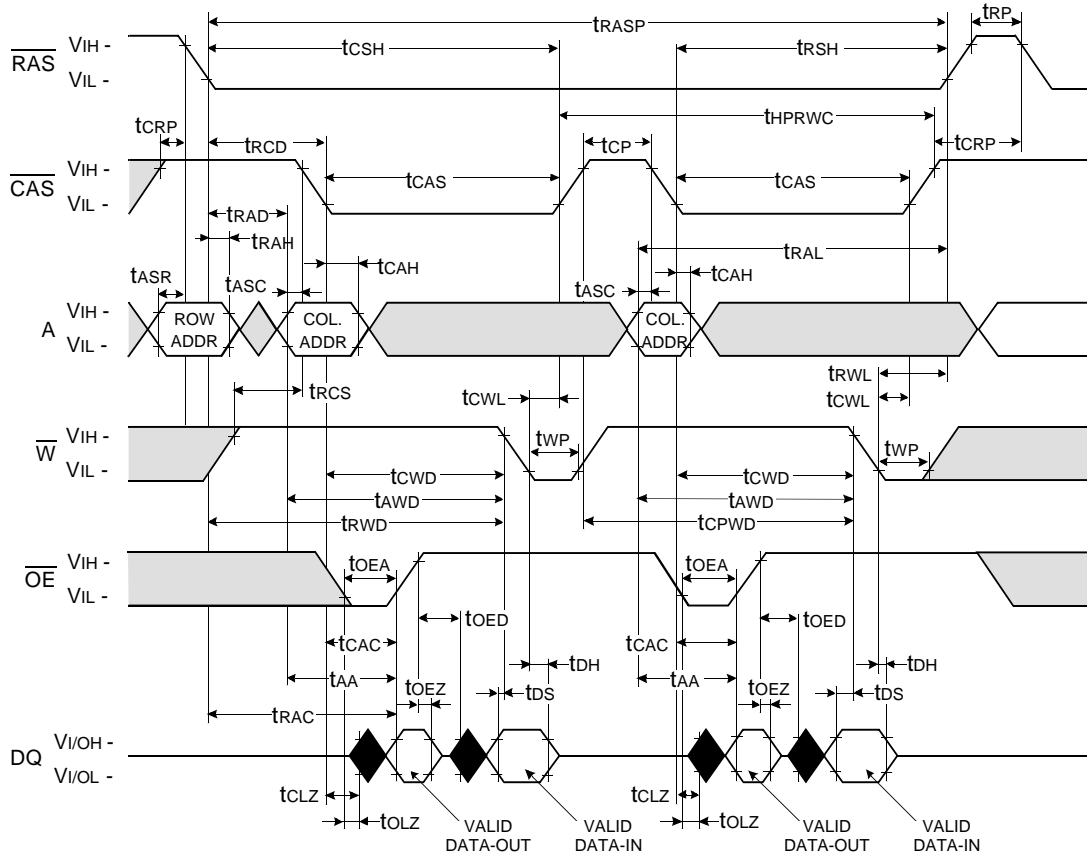 tRASP
tRP
tCSH
tRSH
RAS
VIH -
VIL -
tHPRWC
tCRP
tRCD
tCP
tCRP
CAS
VIH -
VIL -
tCAS
tCAS
tRAD
tRAH
tRAL
tASR
tASC
tCAH
tASC
tCAH
A
VIH -
VIL -
ROW
ADDR
COL.
ADDR
COL.
ADDR
tRWL
tRCS
tCWL
tCWL
W
VIH -
VIL -
tWP
tWP
tCWD
tCWD
tAWD
tAWD
tRWD
tCPWD
OE
VIH -
VIL -
tOEA
tOEA
tOED
tOED
tCAC
tCAC
tDH
tDH
tAA
tAA
tOEZ
tDS
tOEZ
tDS
tRAC
DQ
VI/OH -
VI/OL -
tCLZ
tCLZ
tOLZ
tOLZ
VALID
DATA-OUT
VALID
DATA-IN
VALID
DATA-OUT
VALID
DATA-IN